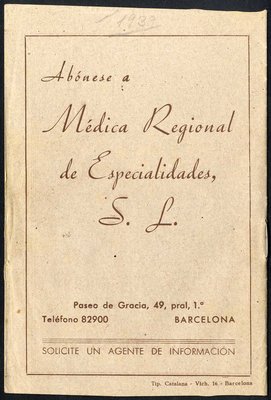 Abónese a
Médica Regional
de Especialidades,
S. L.
Paseo de Gracia, 49, pral, 1.º
Teléfono 82900 BARCELONA
SOLICITE UN AGENTE DE INFORMACIÓN
Tip. Catalana - Vich, 16 - Barcelona